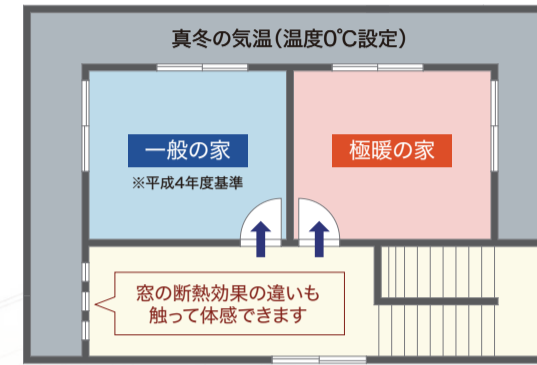 真冬の気温(温度0℃設定)
一般の家
※平成4年度基準
極暖の家
窓の断熱効果の違いも
触って体感できます